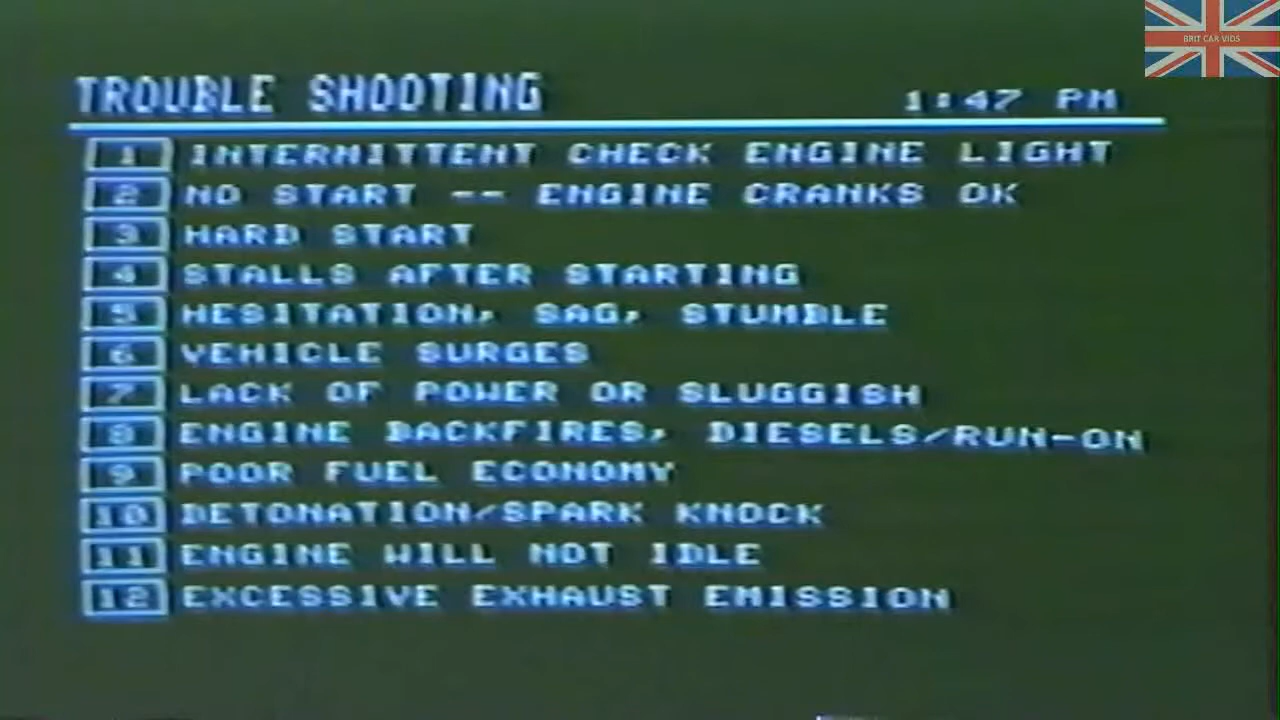 BRIT CAR VIDS
TROUBLE SHOOTING 1:47 PM
1 INTERMITTENT CHECK ENGINE LIGHT
2 NO START -- ENGINE CRANKS OK
3 HARD START
4 STALLS AFTER STARTING
5 HESITATION, SAG, STUMBLE
6 VEHICLE SURGES
7 LACK OF POWER OR SLUGGISH
8 ENGINE BACKFIRES, DIESELS/RUN-ON
9 POOR FUEL ECONOMY
10 DETONATION/SPARK KNOCK
11 ENGINE WILL NOT IDLE
12 EXCESSIVE EXHAUST EMISSION